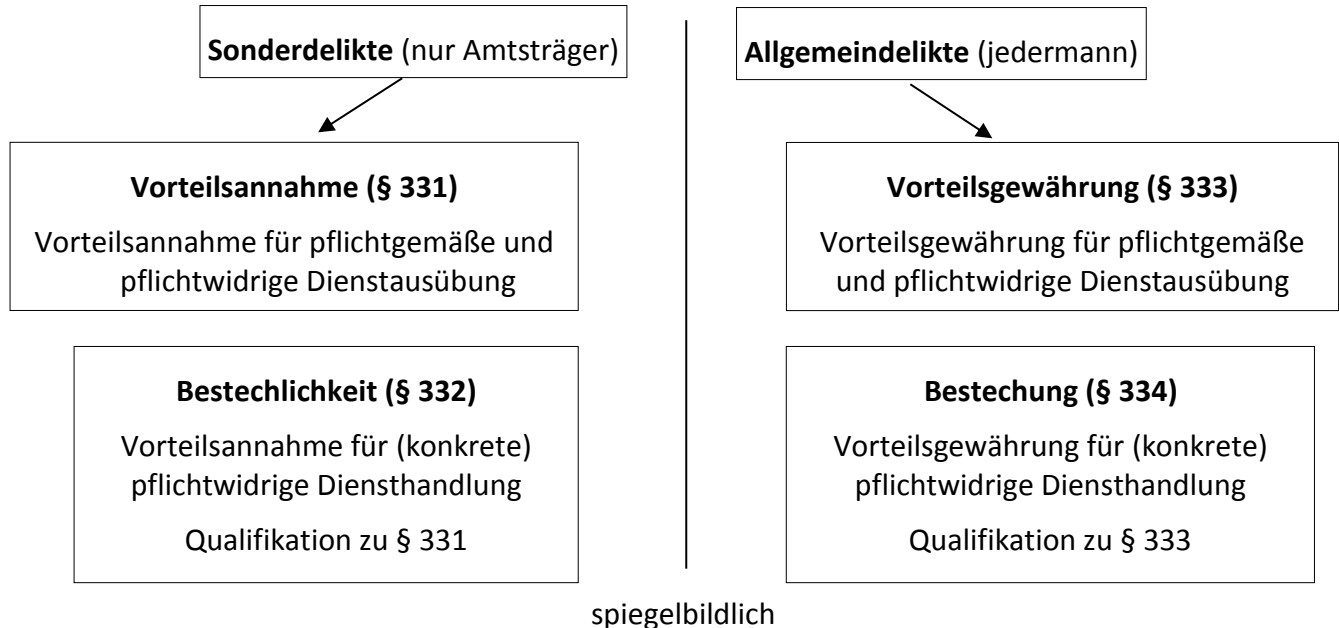 Sonderdelikte (nur Amtsträger)
Allgemeindelikte (jedermann)
Vorteilsannahme (§ 331)
Vorteilsannahme für pflichtgemäße und
pflichtwidrige Dienstausübung
Vorteilsgewährung (§ 333)
Vorteilsgewährung für pflichtgemäße
und pflichtwidrige Dienstausübung
Bestechlichkeit (§ 332)
Vorteilsannahme für (konkrete)
pflichtwidrige Diensthandlung
Qualifikation zu § 331
Bestechung (§ 334)
Vorteilsgewährung für (konkrete)
pflichtwidrige Diensthandlung
Qualifikation zu § 333
spiegelbildlich